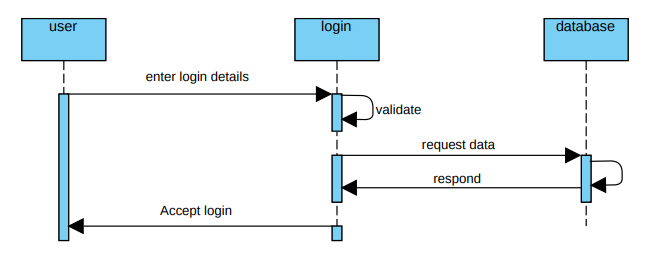 user
login
database
enter login details
validate
request data
respond
Accept login